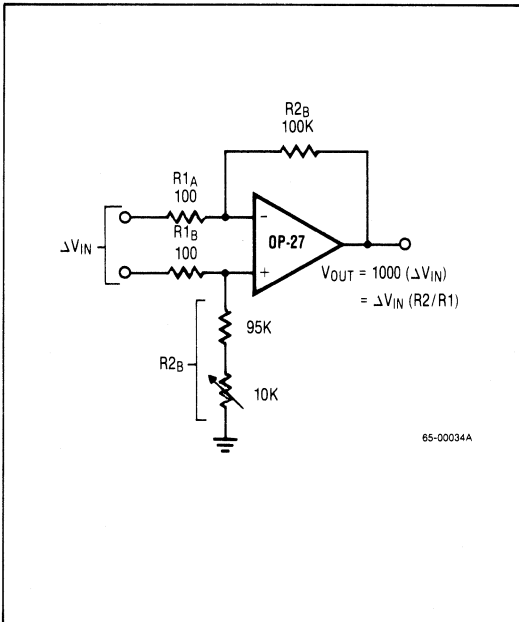 R2B
100K
R1A
100
R1B
100
ΔVIN
−
+
OP-27
VOUT = 1000 (ΔVIN)
= ΔVIN (R2/R1)
R2B
95K
10K
65-00034A